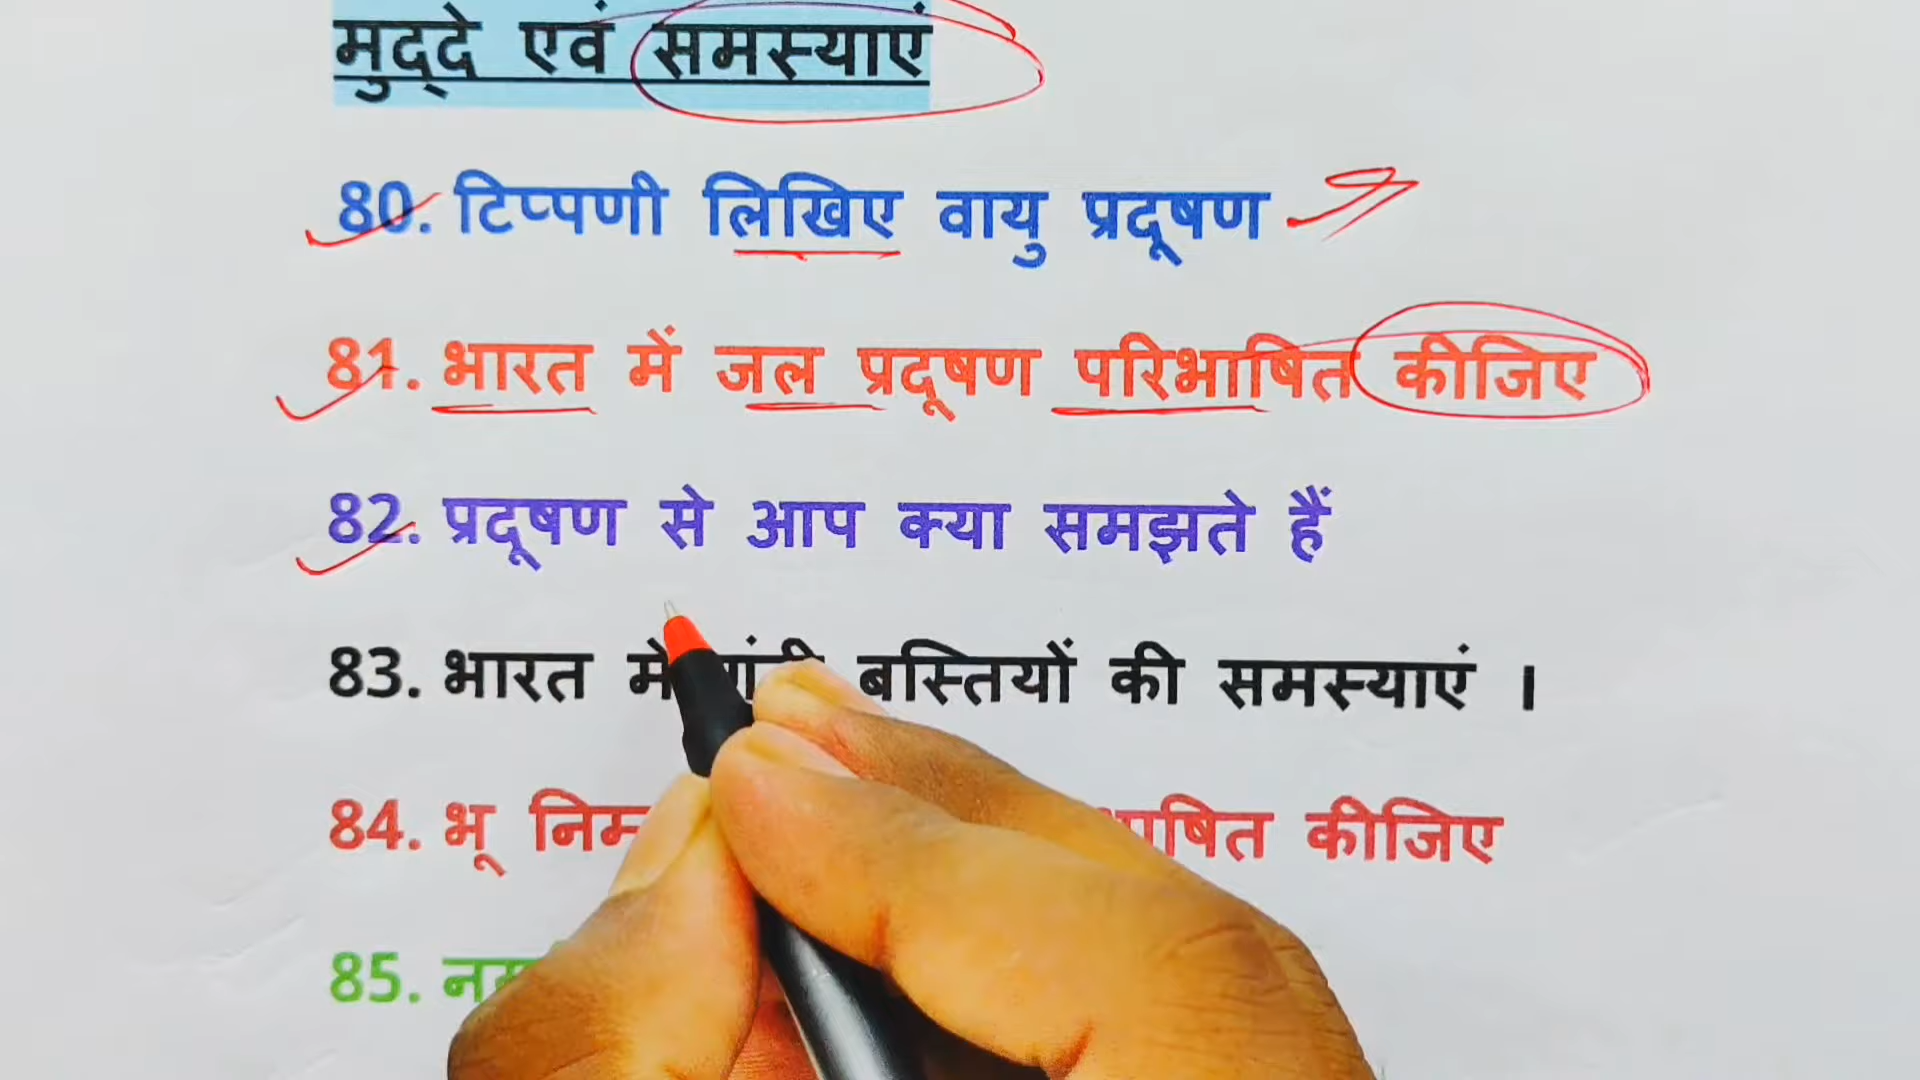 मुद्दे एवं समस्याएं
80. टिप्पणी लिखिए वायु प्रदूषण
81. भारत में जल प्रदूषण परिभाषित कीजिए
82. प्रदूषण से आप क्या समझते हैं
83. भारत में बस्तियों की समस्याएं ।
84. भू कीजिए
85.